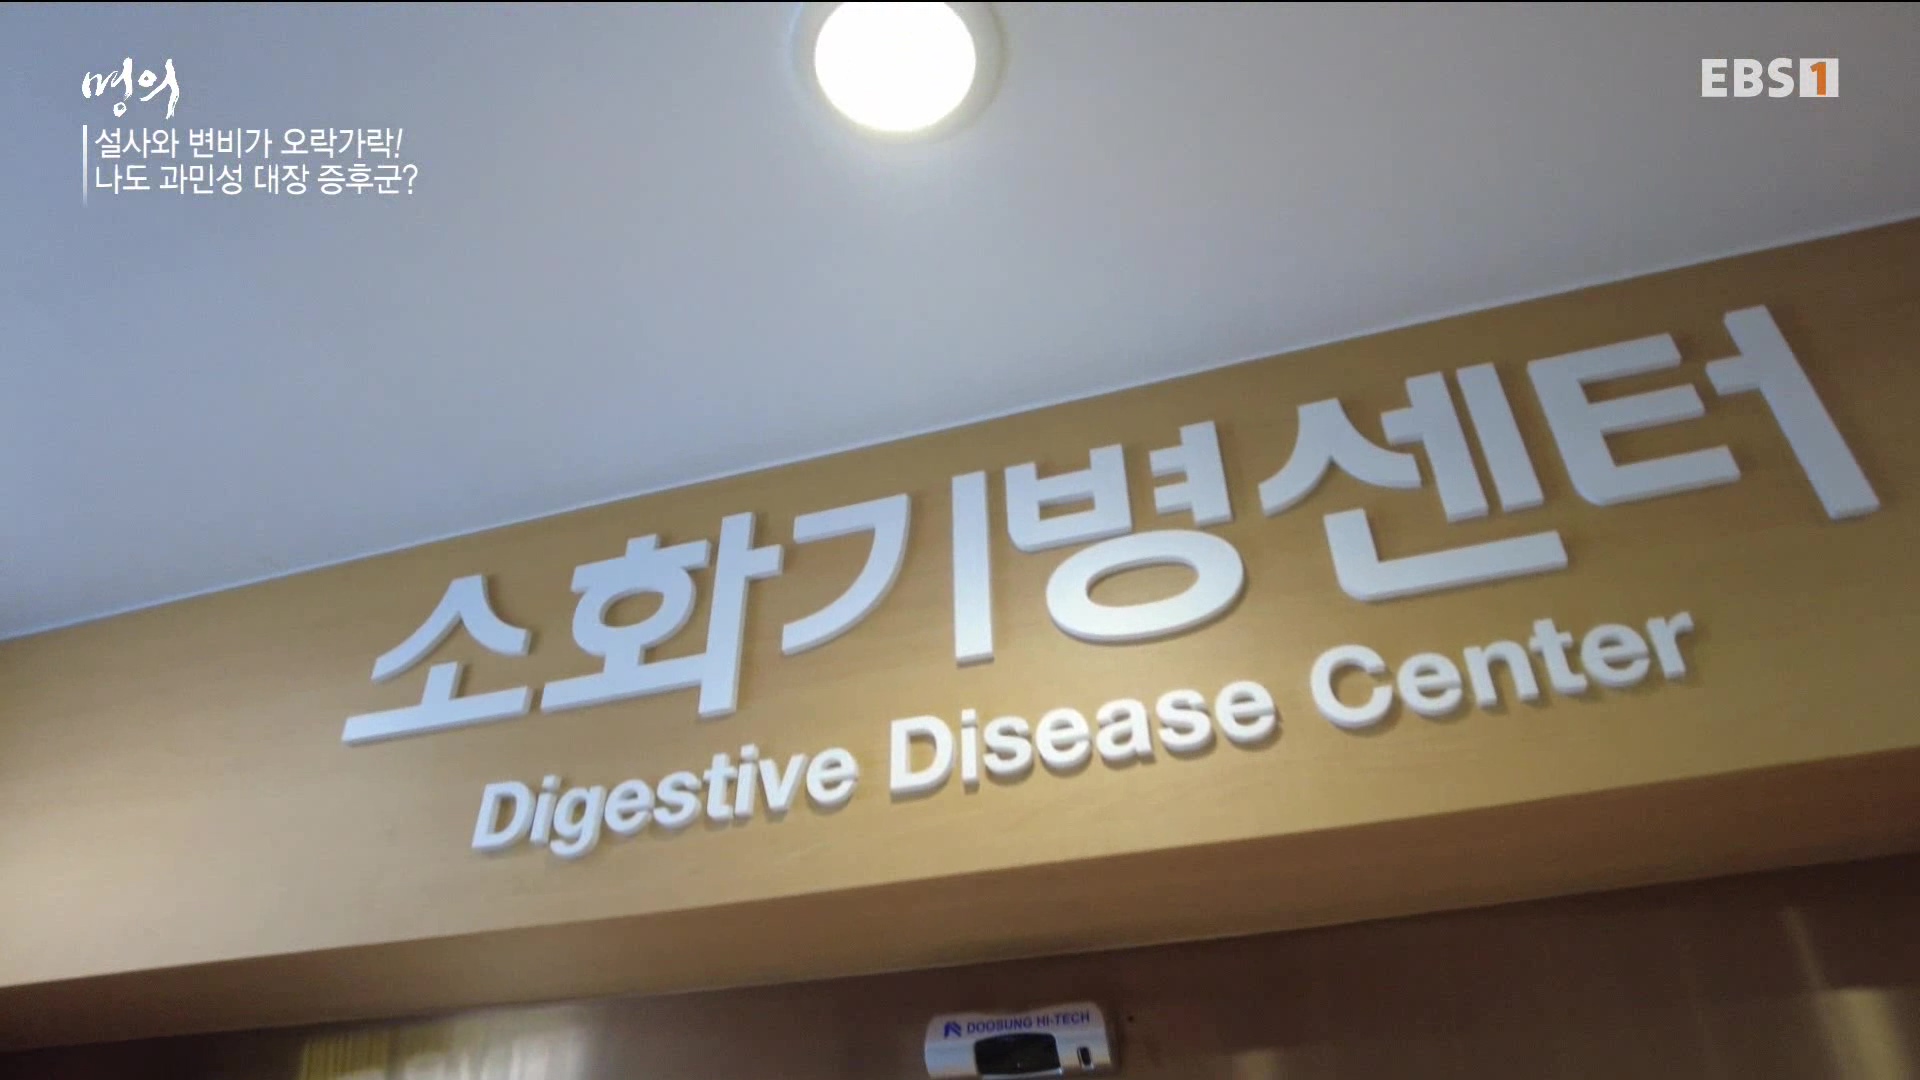 명의
EBS1
설사와 변비가 오락가락!
나도 과민성 대장 증후군?
소화기병센터
Digestive Disease Center
DOOSUNG HI-TECH